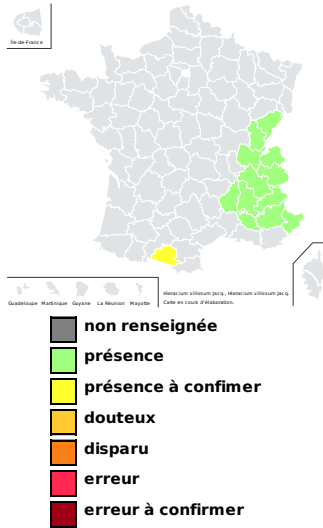 Île-de-France
Guadeloupe Martinique Guyane La Réunion Mayotte
Hieracium villosum Jacq., Hieracium villosum Jacq.
Carte en cours d'élaboration.
non renseignée
présence
présence à confimer
douteux
disparu
erreur
erreur à confirmer